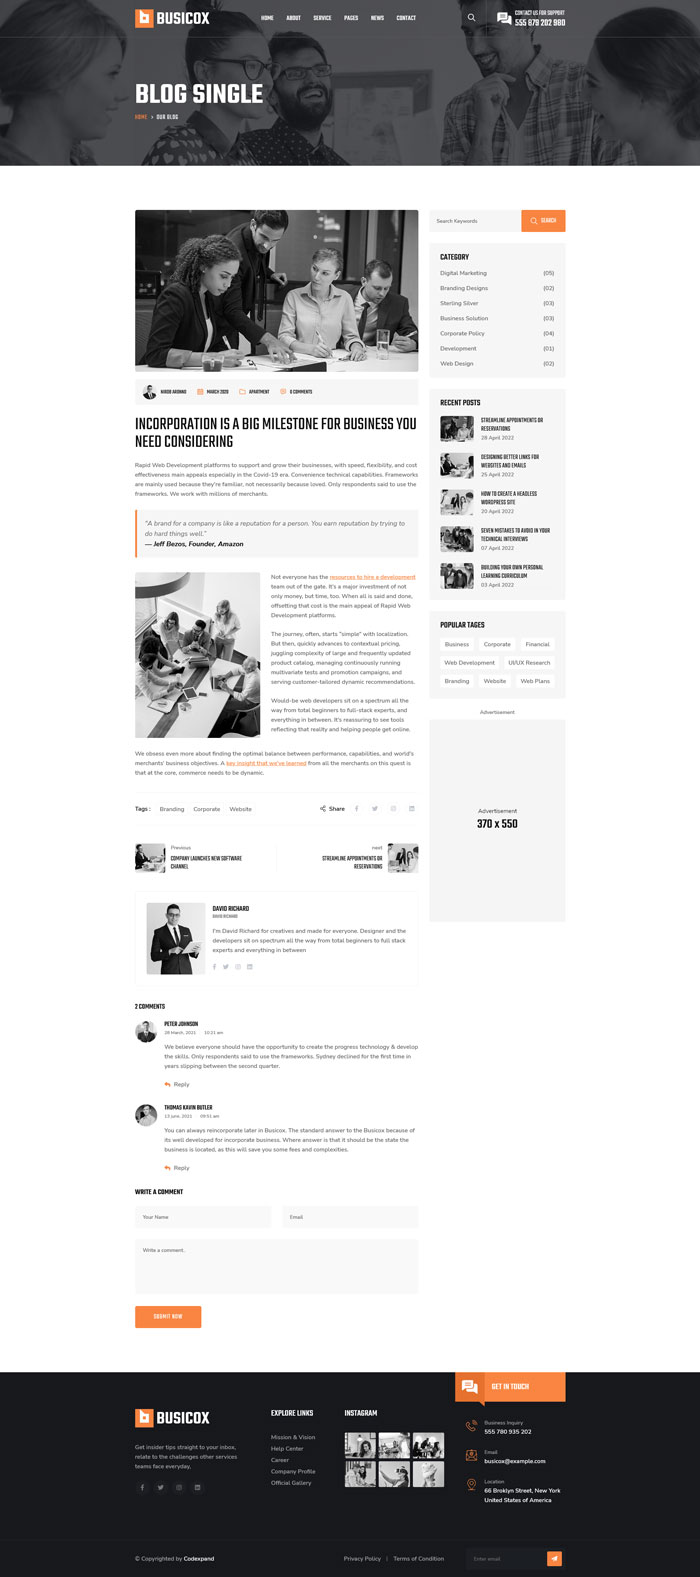 BUSICOX
HOME ABOUT SERVICE PAGES NEWS CONTACT
CONTACT US FOR SUPPORT
555 879 202 980
BLOG SINGLE
HOME > OUR BLOG
Search Keywords
SEARCH
CATEGORY
Digital Marketing (05)
Branding Designs (02)
Sterling Silver (03)
Business Solution (03)
Corporate Policy (04)
Development (01)
Web Design (02)
MARCH 2020 APARTMENT 0 COMMENTS
INCORPORATION IS A BIG MILESTONE FOR BUSINESS YOU
NEED CONSIDERING
Rapid Web Development platforms to support and grow their businesses, with speed, flexibility, and cost
effectiveness main appeals especially in the Covid-19 era. Convenience technical capabilities. Frameworks
are mainly used because they're familiar, not necessarily because loved. Only respondents said to use the
frameworks. We work with millions of merchants.
"A brand for a company is like a reputation for a person. You earn reputation by trying to
do hard things well."
— Jeff Bezos, Founder, Amazon
Not everyone has the resources to hire a development
team out of the gate. It's a major investment of not
only money, but time, too. When all is said and done,
offsetting that cost is the main appeal of Rapid Web
Development platforms.
The journey, often, starts "simple" with localization.
But then, quickly advances to contextual pricing,
juggling complexity of large and frequently updated
product catalog, managing continuously running
multivariate tests and promotion campaigns, and
serving customer-tailored dynamic recommendations.
Would-be web developers sit on a spectrum all the
way from total beginners to full-stack experts, and
everything in between. It's reassuring to see tools
reflecting that reality and helping people get online.
We obsess even more about finding the optimal balance between performance, capabilities, and world's
merchants' business objectives. A key insight that we've learned from all the merchants on this quest is
that at the core, commerce needs to be dynamic.
Tags : Branding Corporate Website
Share
Previous
COMPANY LAUNCHES NEW SOFTWARE
CHANNEL
next
STREAMLINE APPOINTMENTS OR
RESERVATIONS
DAVID RICHARD
DAVID RICHARD
I'm David Richard for creatives and made for everyone. Designer and the
developers sit on spectrum all the way from total beginners to full stack
experts and everything in between
2 COMMENTS
PETER JOHNSON
28 March, 2021 10:21 am
We believe everyone should have the opportunity to create the progress technology & develop
the skills. Only respondents said to use the frameworks. Sydney declined for the first time in
years slipping between the second quarter.
Reply
THOMAS KAVIN BUTLER
13 June, 2021 09:51 am
You can always reincorporate later in Busicox. The standard answer to the Busicox because of
its well developed for incorporate business. Where answer is that it should be the state the
business is located, as this will save you some fees and complexities.
Reply
WRITE A COMMENT
Your Name
Email
Write a comment..
SUBMIT NOW
RECENT POSTS
STREAMLINE APPOINTMENTS OR
RESERVATIONS
28 April 2022
DESIGNING BETTER LINKS FOR
WEBSITES AND EMAILS
25 April 2022
HOW TO CREATE A HEADLESS
WORDPRESS SITE
20 April 2022
SEVEN MISTAKES TO AVOID IN YOUR
TECHNICAL INTERVIEWS
07 April 2022
BUILDING YOUR OWN PERSONAL
LEARNING CURRICULUM
03 April 2022
POPULAR TAGES
Business Corporate Financial
Web Development UI/UX Research
Branding Website Web Plans
Advertisement
Advertisement
370 x 550
BUSICOX
Get insider tips straight to your inbox,
relate to the challenges other services
teams face everyday,
EXPLORE LINKS
Mission & Vision
Help Center
Career
Company Profile
Official Gallery
INSTAGRAM
GET IN TOUCH
Business Inquiry
555 780 935 202
Email
busicox@example.com
Location
66 Broklyn Street, New York
United States of America
© Copyrighted by Codexpand
Privacy Policy | Terms of Condition
Enter email